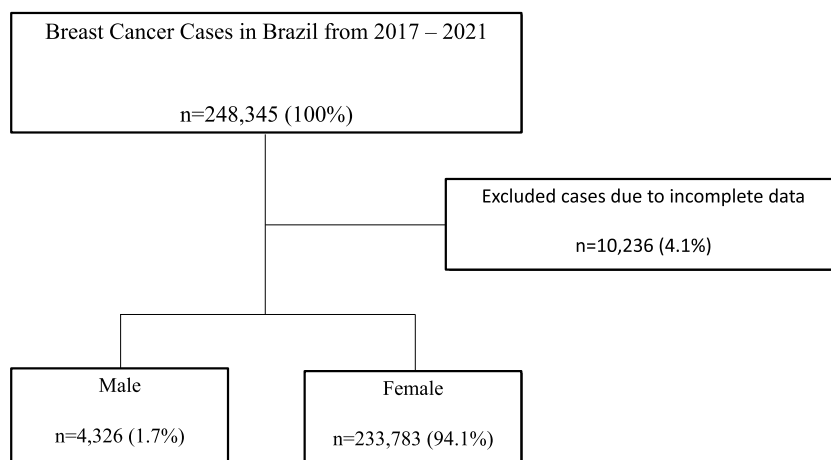 Breast Cancer Cases in Brazil from 2017 – 2021
n=248,345 (100%)
Excluded cases due to incomplete data
n=10,236 (4.1%)
Male
n=4,326 (1.7%)
Female
n=233,783 (94.1%)